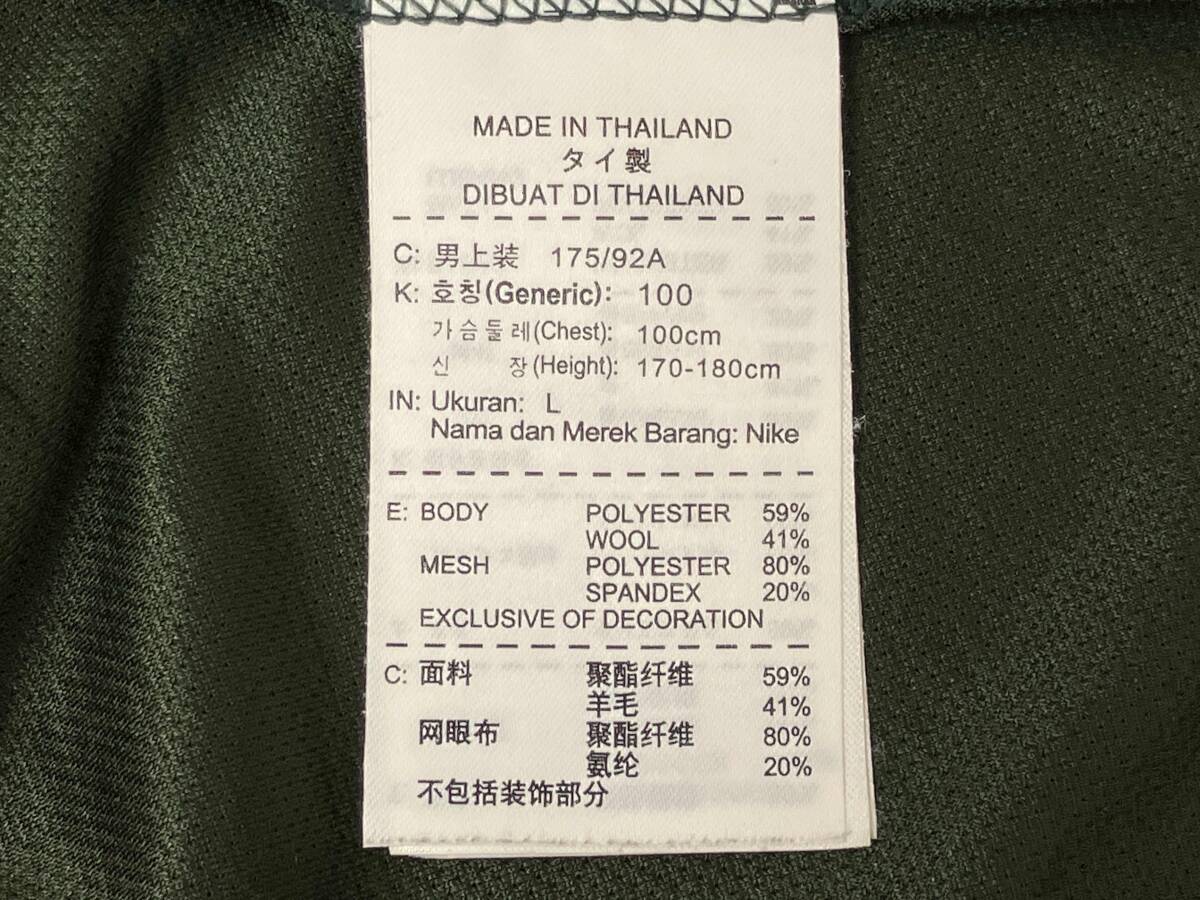 MADE IN THAILAND
タイ製
DIBUAT DI THAILAND
C: 男上装 175/92A
K: 호칭(Generic): 100
가슴둘레(Chest): 100cm
신 장(Height): 170-180cm
IN: Ukuran: L
Nama dan Merek Barang: Nike
E: BODY POLYESTER 59%
WOOL 41%
MESH POLYESTER 80%
SPANDEX 20%
EXCLUSIVE OF DECORATION
C: 面料 聚酯纤维 59%
羊毛 41%
网眼布 聚酯纤维 80%
氨纶 20%
不包括装饰部分